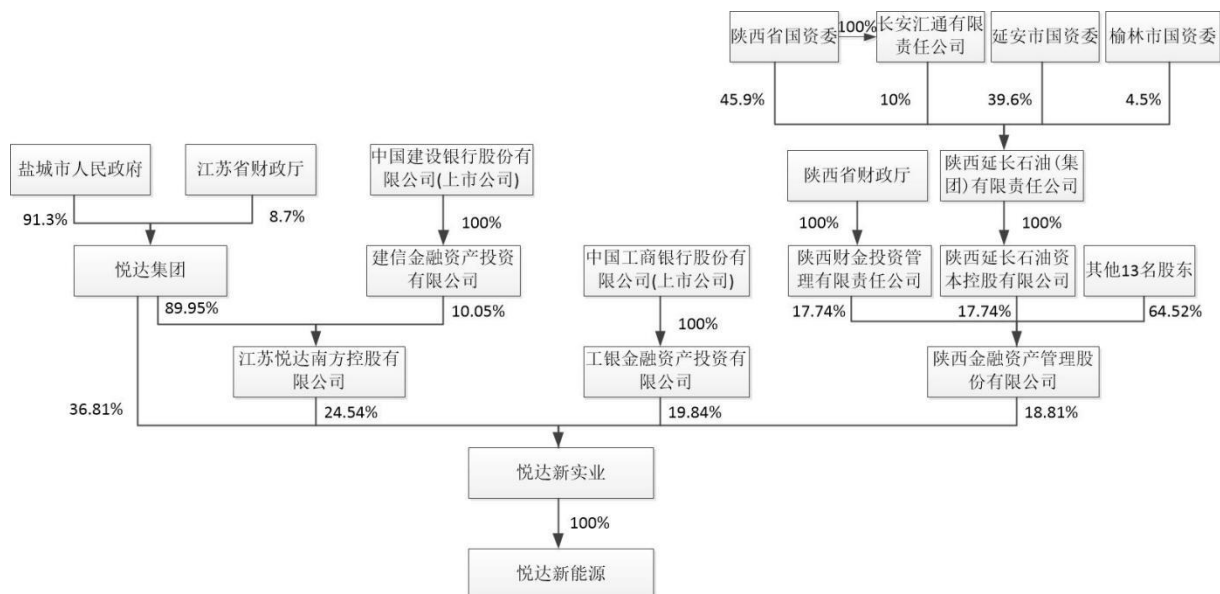 陕西省国资委
100%
长安汇通有限
责任公司
延安市国资委
榆林市国资委
45.9%
10%
39.6%
4.5%
盐城市人民政府
江苏省财政厅
中国建设银行股份有
限公司(上市公司)
陕西省财政厅
陕西延长石油(集
团)有限责任公司
91.3%
8.7%
100%
100%
100%
悦达集团
建信金融资产投资
有限公司
中国工商银行股份有
限公司(上市公司)
陕西财金投资管
理有限责任公司
陕西延长石油资
本控股有限公司
其他13名股东
89.95%
10.05%
17.74%
17.74%
64.52%
100%
江苏悦达南方控股有
限公司
工银金融资产投资有
限公司
陕西金融资产管理股
份有限公司
36.81%
24.54%
19.84%
18.81%
悦达新实业
100%
悦达新能源